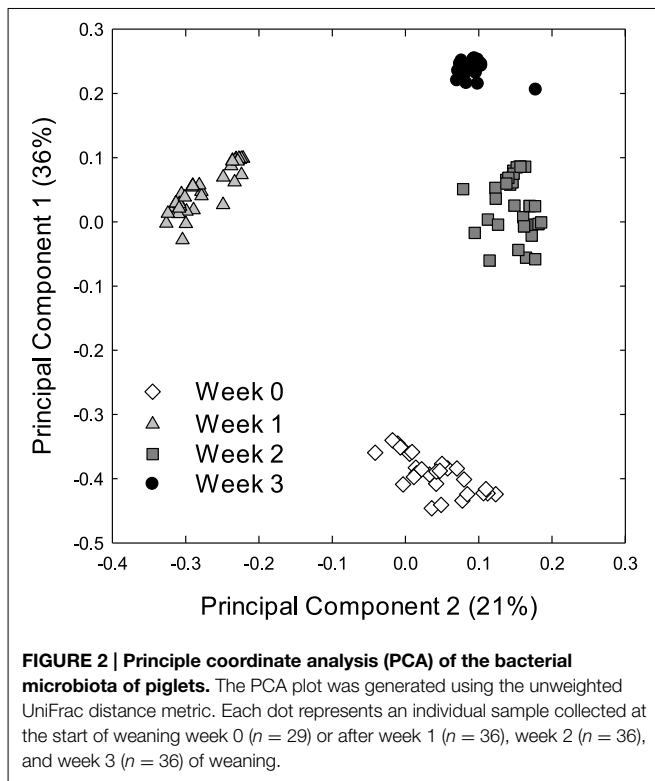 0.3
0.2
0.1
0.0
-0.1
-0.2
-0.3
-0.4
-0.5
Principal Component 1 (36%)
Week 0
Week 1
Week 2
Week 3
-0.4 -0.3 -0.2 -0.1 0.0 0.1 0.2 0.3
Principal Component 2 (21%)
FIGURE 2 | Principle coordinate analysis (PCA) of the bacterial
microbiota of piglets. The PCA plot was generated using the unweighted
UniFrac distance metric. Each dot represents an individual sample collected at
the start of weaning week 0 (n = 29) or after week 1 (n = 36), week 2 (n = 36),
and week 3 (n = 36) of weaning.